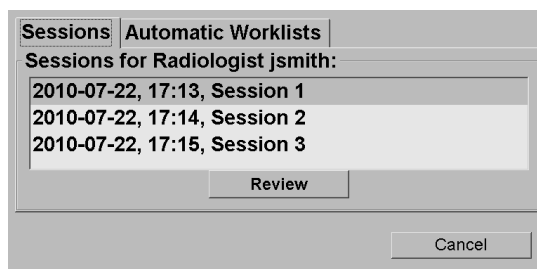 Sessions Automatic Worklists
Sessions for Radiologist jsmith:
2010-07-22, 17:13, Session 1
2010-07-22, 17:14, Session 2
2010-07-22, 17:15, Session 3
Review
Cancel